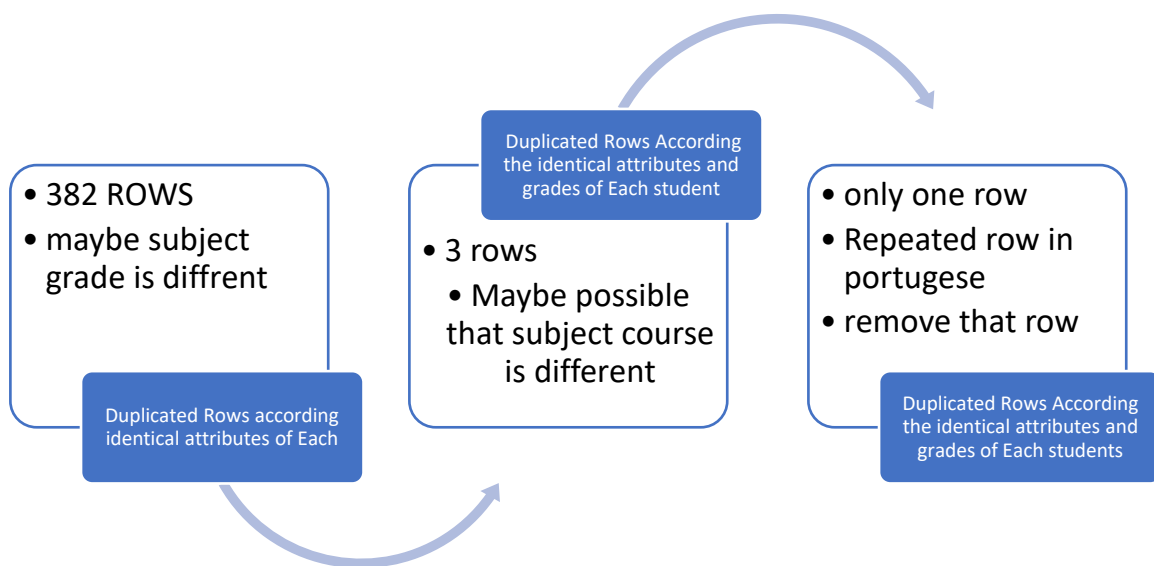 • 382 ROWS
• maybe subject
grade is diffrent
Duplicated Rows according
identical attributes of Each
Duplicated Rows According
the identical attributes and
grades of Each student
• 3 rows
• Maybe possible
that subject course
is different
• only one row
• Repeated row in
portugese
• remove that row
Duplicated Rows According
the identical attributes and
grades of Each students